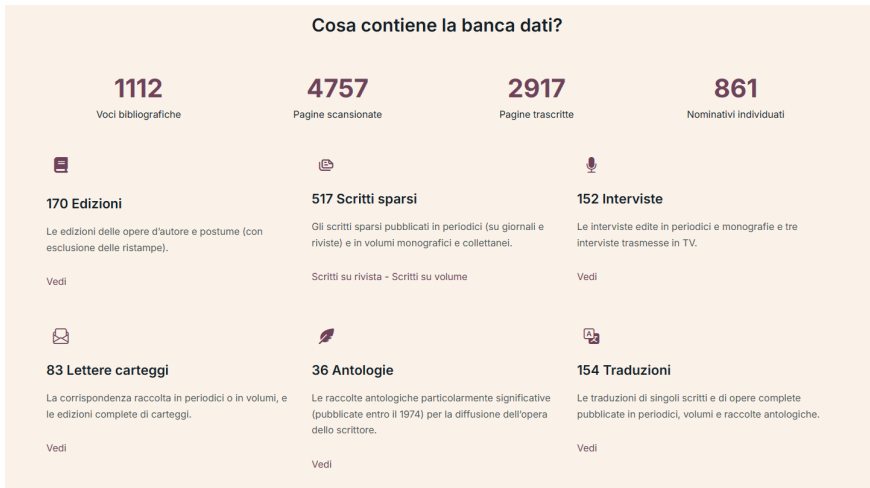 Cosa contiene la banca dati?
1112
Voci bibliografiche
4757
Pagine scansionate
2917
Pagine trascritte
861
Nominativi individuati
170 Edizioni
Le edizioni delle opere d'autore e postume (con
esclusione delle ristampe).
Vedi
517 Scritti sparsi
Gli scritti sparsi pubblicati in periodici (su giornali e
riviste) e in volumi monografici e collettanei.
Scritti su rivista - Scritti su volume
152 Interviste
Le interviste edite in periodici e monografie e tre
interviste trasmesse in TV.
Vedi
83 Lettere carteggi
La corrispondenza raccolta in periodici o in volumi, e
le edizioni complete di carteggi.
Vedi
36 Antologie
Le raccolte antologiche particolarmente significative
(pubblicate entro il 1974) per la diffusione dell'opera
dello scrittore.
Vedi
154 Traduzioni
Le traduzioni di singoli scritti e di opere complete
pubblicate in periodici, volumi e raccolte antologiche.
Vedi